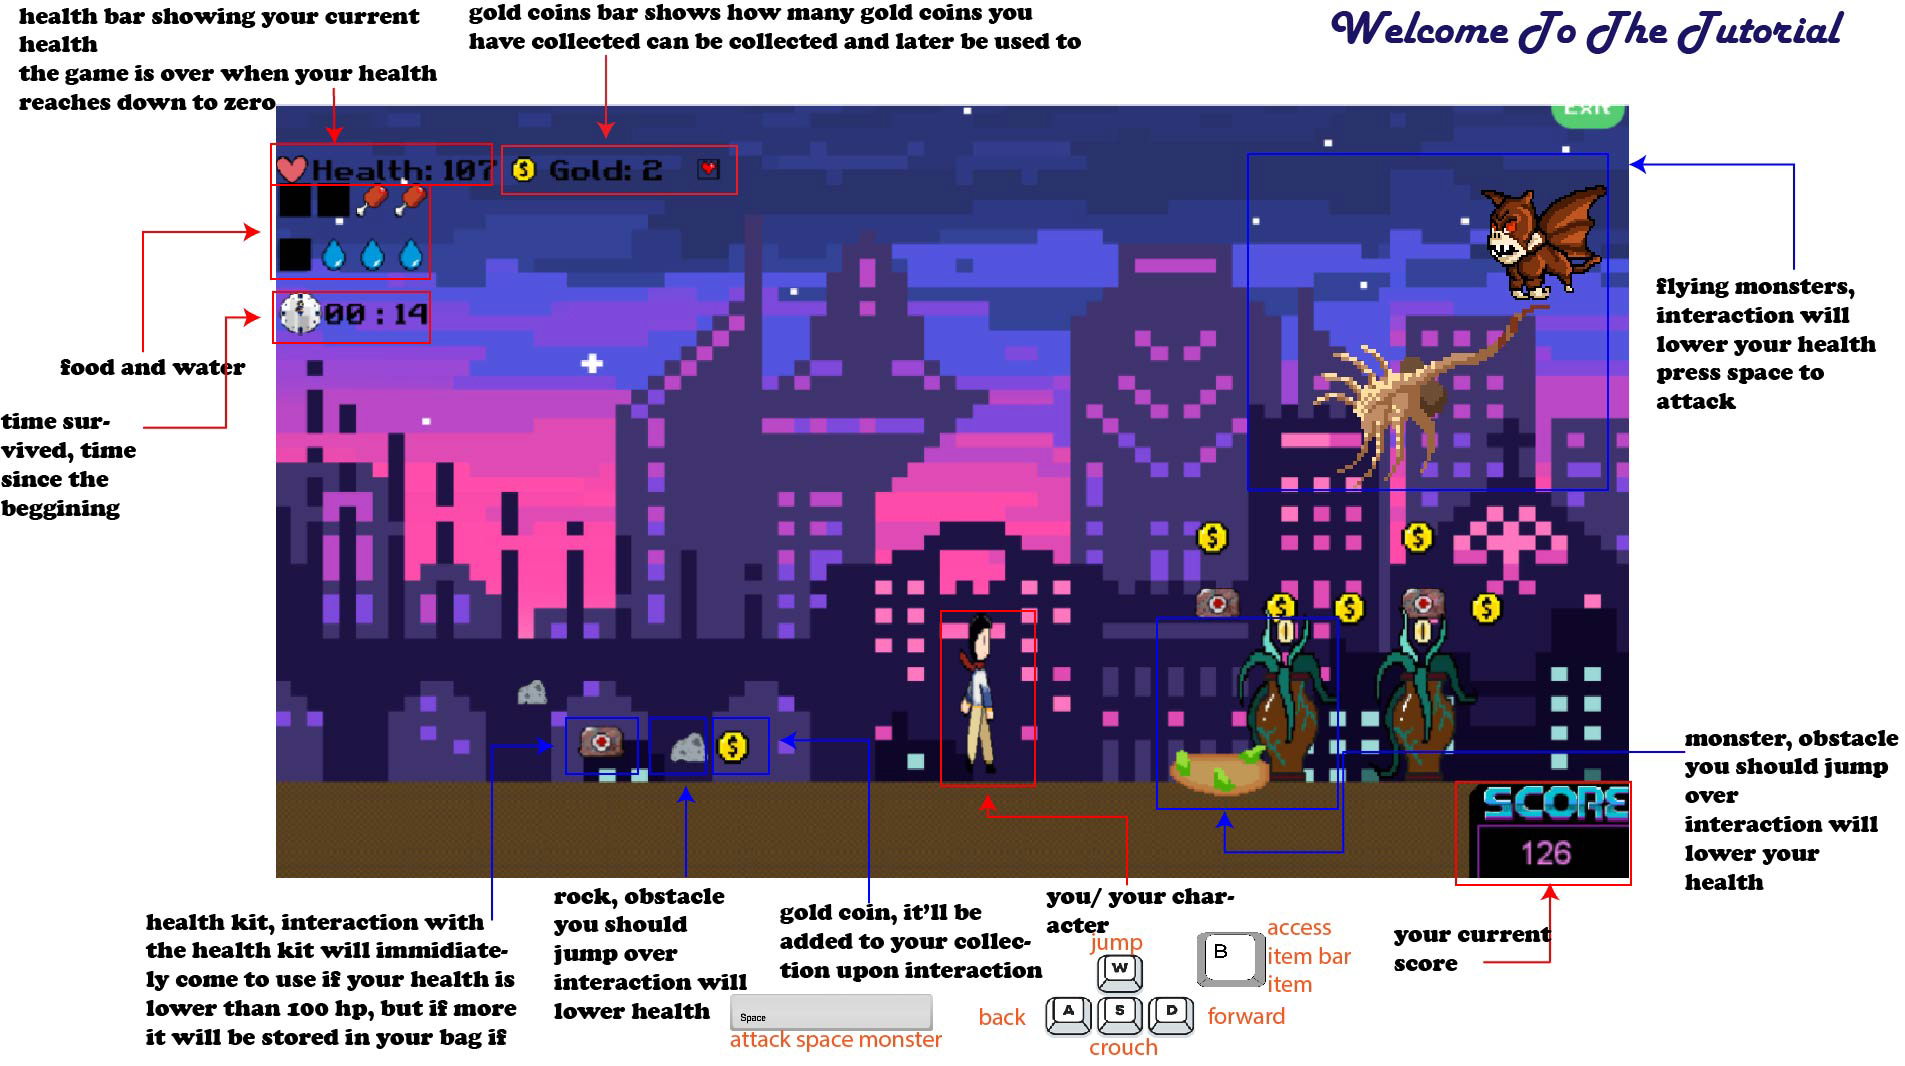 health bar showing your current
health
the game is over when your health
reaches down to zero
gold coins bar shows how many gold coins you
have collected can be collected and later be used to
Welcome To The Tutorial
Exit
Health: 107
$ Gold: 2
00 : 14
food and water
time sur-
vived, time
since the
beggining
flying monsters,
interaction will
lower your health
press space to
attack
$
$
$
$
$
$
monster, obstacle
you should jump
over
interaction will
lower your
health
SCORE
126
health kit, interaction with
the health kit will immidiate-
ly come to use if your health is
lower than 100 hp, but if more
it will be stored in your bag if
rock, obstacle
you should
jump over
interaction will
lower health
gold coin, it'll be
added to your collec-
tion upon interaction
you/ your char-
acter
your current
score
jump
W
B
access
item bar
item
Space
attack space monster
back
A
S
D
forward
crouch